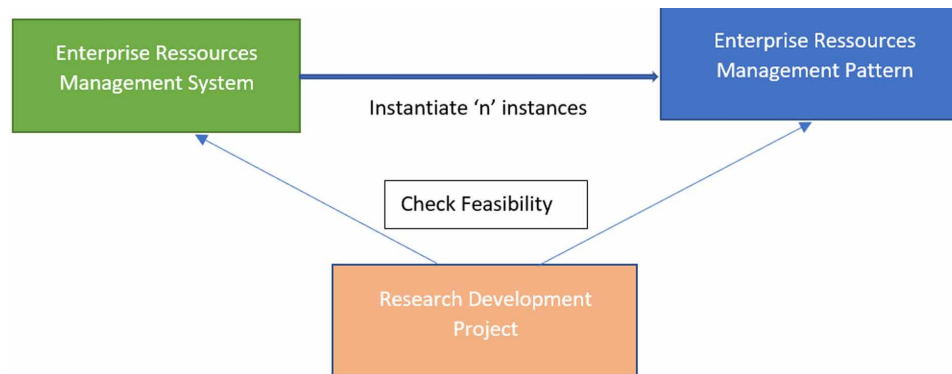 Enterprise Ressources
Management System
Enterprise Ressources
Management Pattern
Instantiate ‘n’ instances
Check Feasibility
Research Development
Project